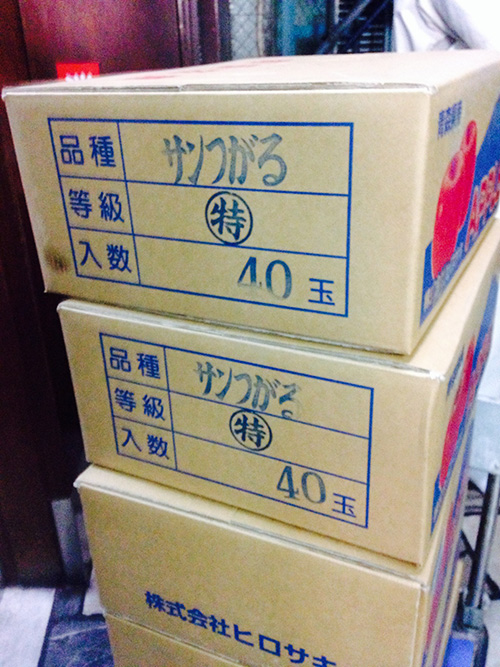 品種 サンつがる
等級 特
入数 40玉
品種 サンつがる
等級 特
入数 40玉
株式会社ヒロサキ